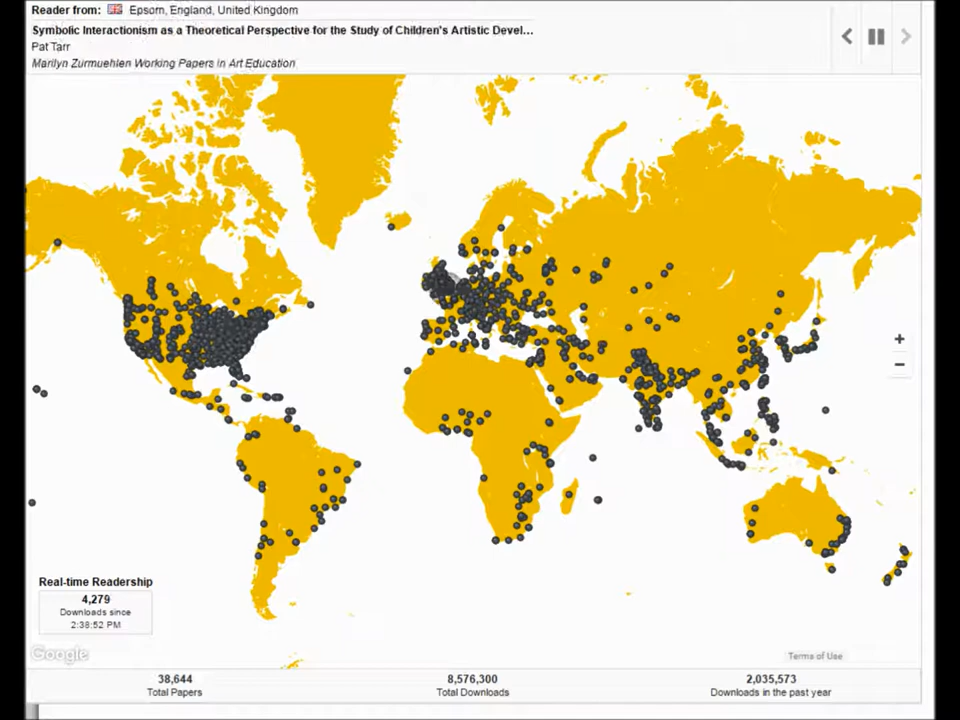 Reader from: Epsom, England, United Kingdom
Symbolic Interactionism as a Theoretical Perspective for the Study of Children's Artistic Devel...
Pat Tarr
Marilyn Zurmuehlen Working Papers in Art Education
Real-time Readership
4,279
Downloads since
2:38:52 PM
Google
Terms of Use
38,644 8,576,300 2,035,573
Total Papers Total Downloads Downloads in the past year